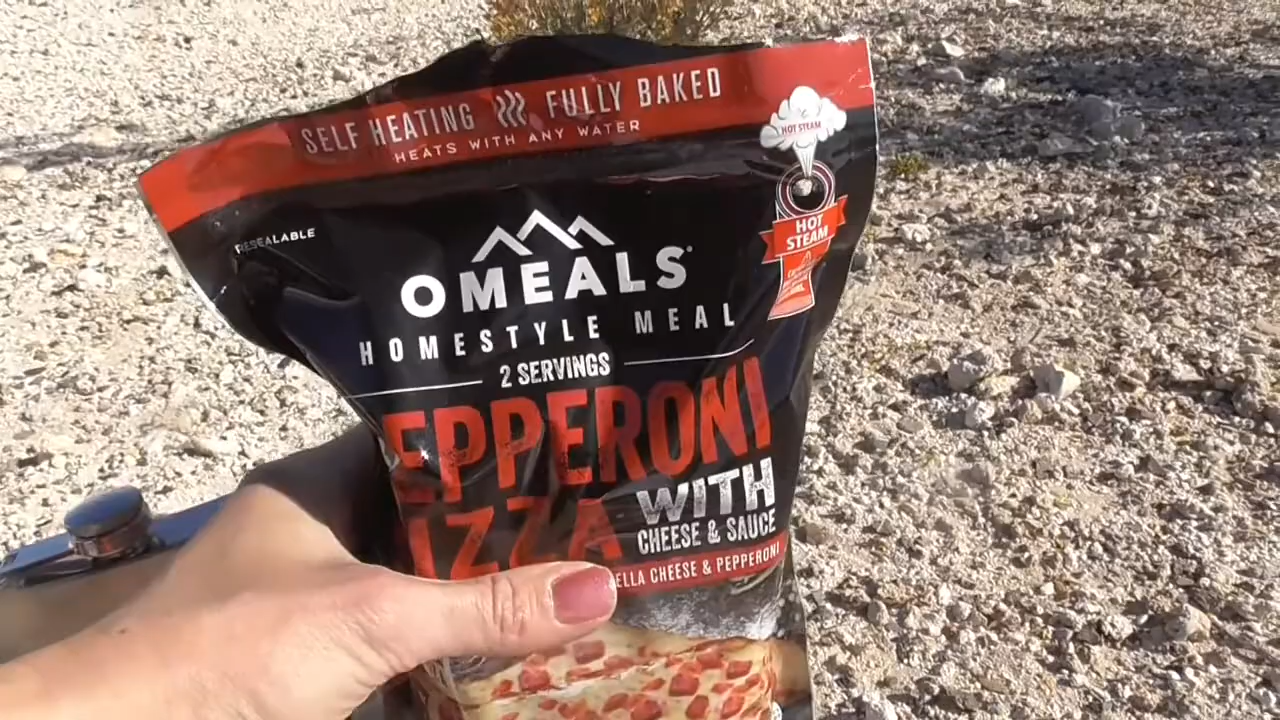 SELF HEATING FULLY BAKED
HEATS WITH ANY WATER
HOT STEAM
RESEALABLE
HOT
STEAM
OMEALS®
HOMESTYLE MEAL
2 SERVINGS
EPPERONI
IZZA WITH
CHEESE & SAUCE
ELLA CHEESE & PEPPERONI